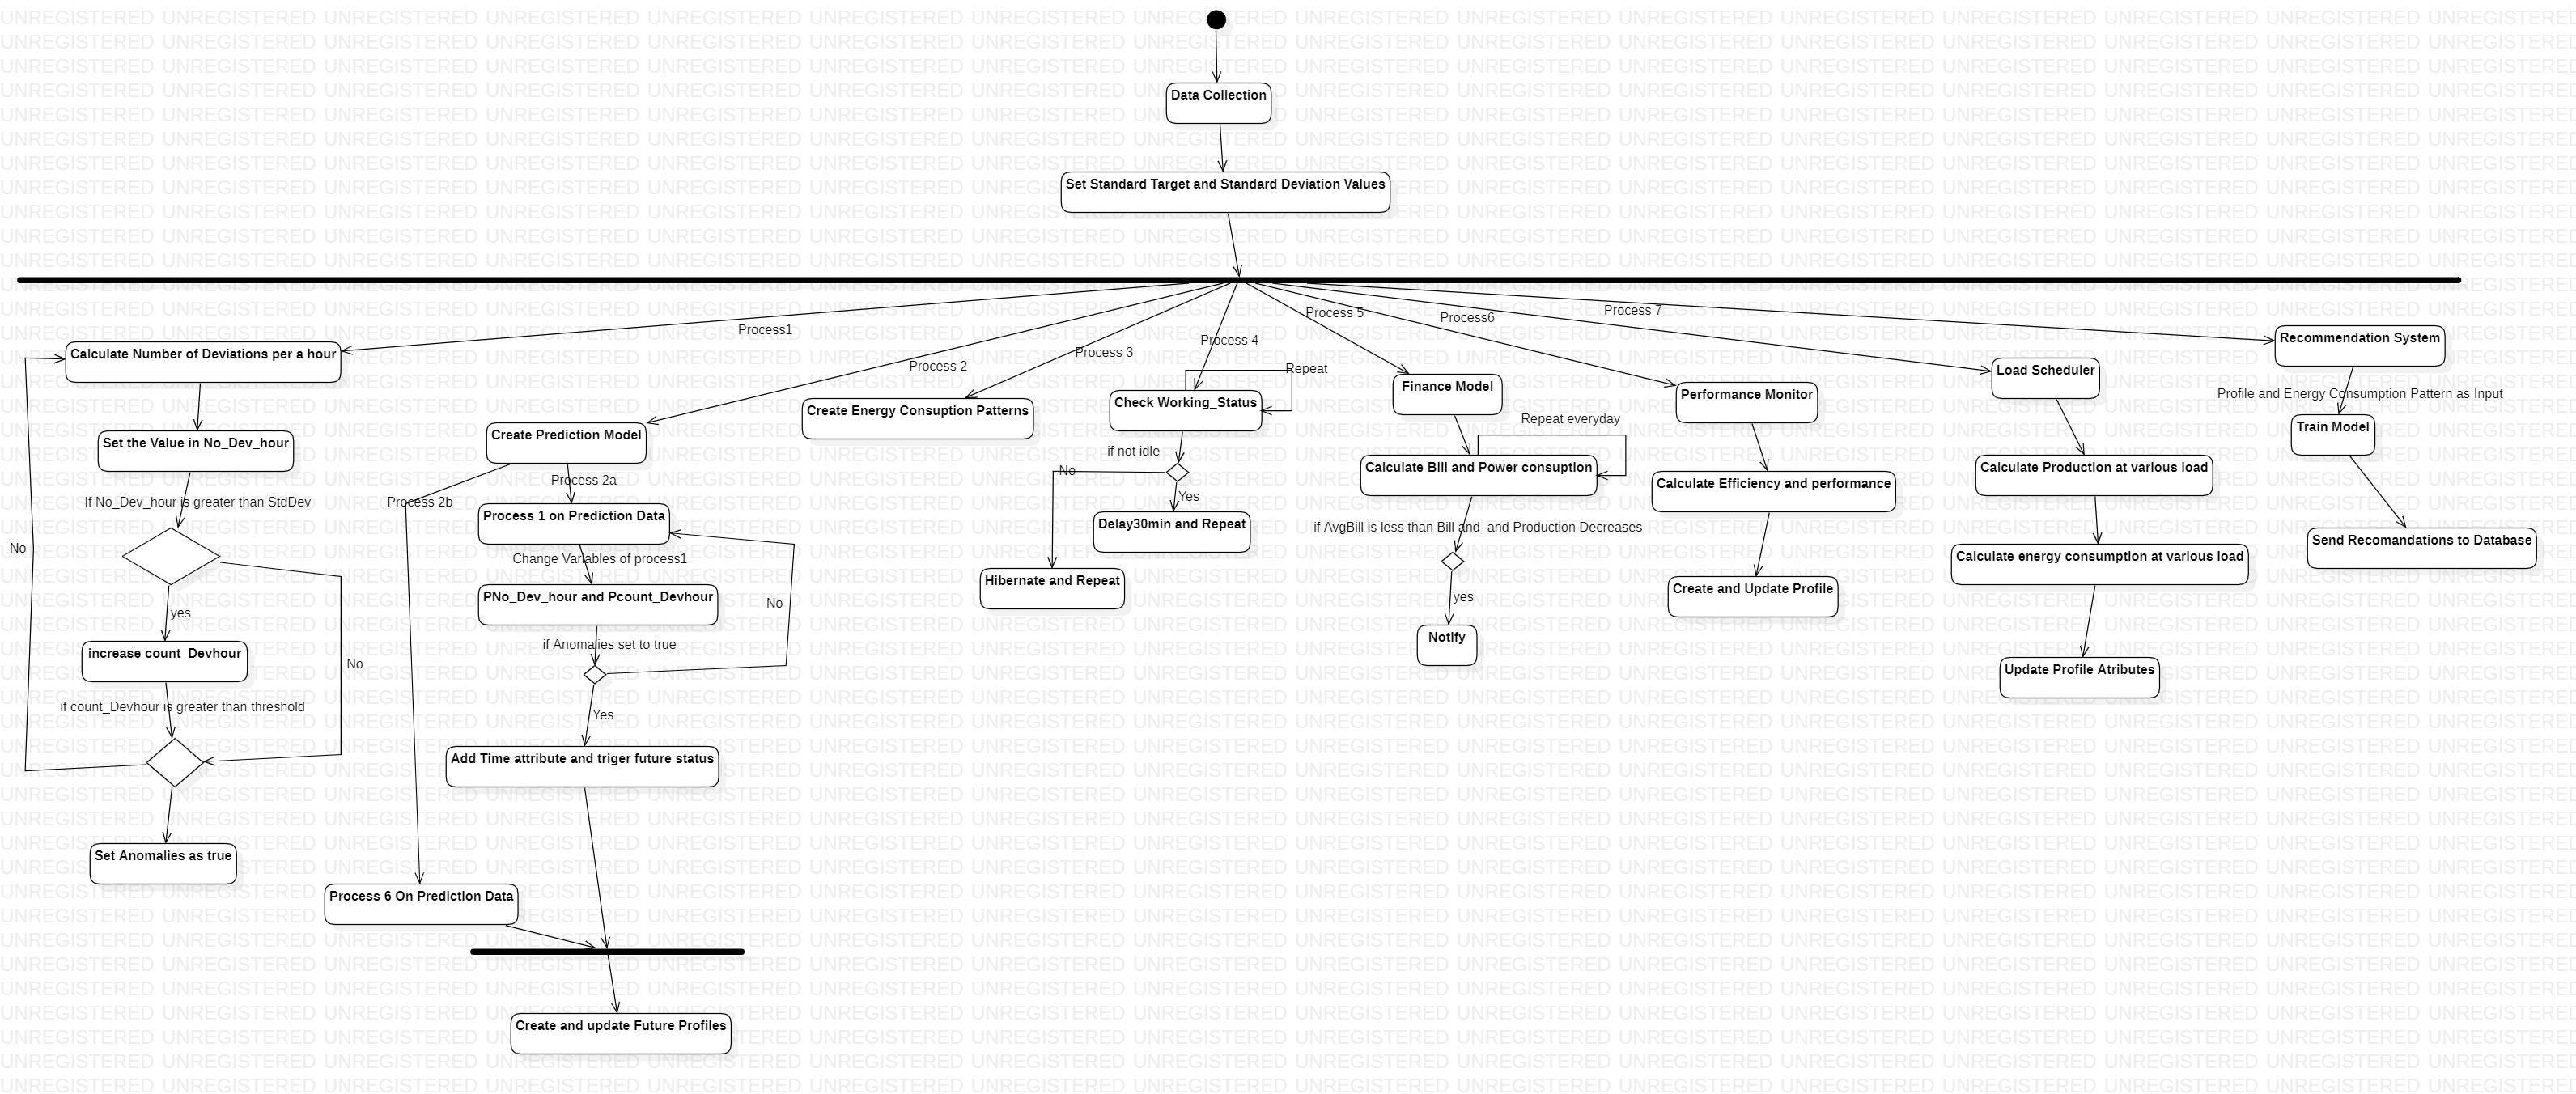 Data Collection
Set Standard Target and Standard Deviation Values
Process1
Process 2
Process 3
Process 4
Process 5
Process6
Process 7
Calculate Number of Deviations per a hour
Set the Value in No_Dev_hour
If No_Dev_hour is greater than StdDev
No
yes
No
increase count_Devhour
if count_Devhour is greater than threshold
Set Anomalies as true
Create Prediction Model
Process 2b
Process 2a
Process 1 on Prediction Data
Change Variables of process1
PNo_Dev_hour and Pcount_Devhour
No
if Anomalies set to true
Yes
Add Time attribute and triger future status
Process 6 On Prediction Data
Create and update Future Profiles
Create Energy Consuption Patterns
Repeat
Check Working_Status
if not idle
No
Yes
Delay30min and Repeat
Hibernate and Repeat
Finance Model
Repeat everyday
Calculate Bill and Power consuption
if AvgBill is less than Bill and  and Production Decreases
yes
Notify
Performance Monitor
Calculate Efficiency and performance
Create and Update Profile
Load Scheduler
Calculate Production at various load
Calculate energy consumption at various load
Update Profile Atributes
Recommendation System
Profile and Energy Consumption Pattern as Input
Train Model
Send Recomandations to Database
UNREGISTERED